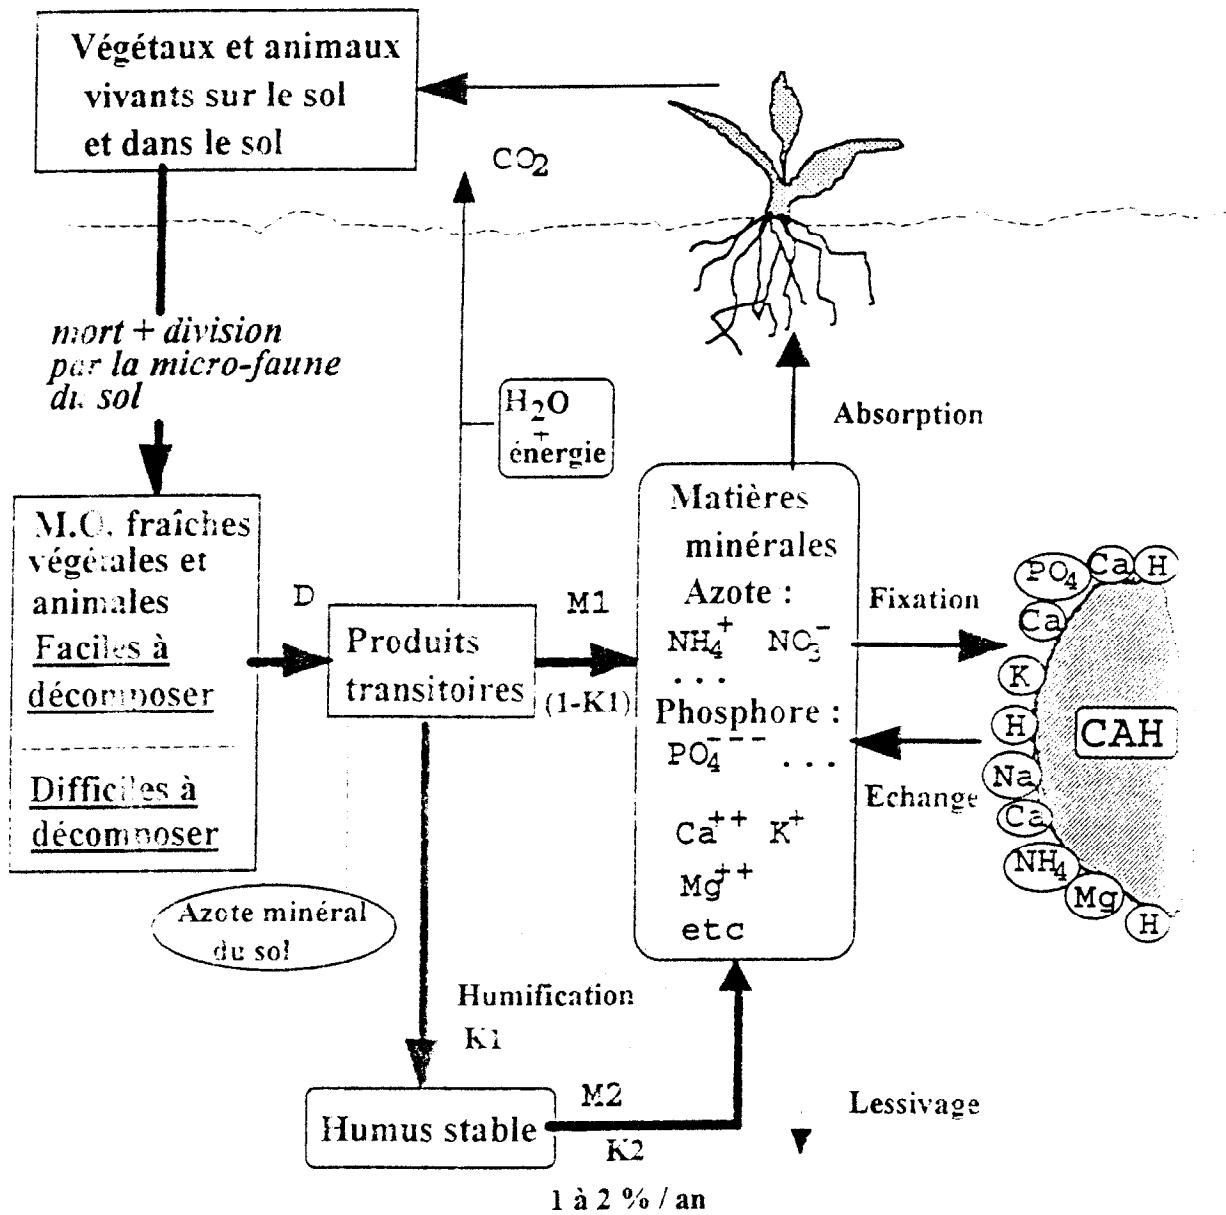 Végétaux et animaux
vivants sur le sol
et dans le sol
CO2
mort + division
par la micro-faune
du sol
H2O
+
énergie
Absorption
M.O. fraîches
végétales et
animales
Faciles à
décomposer
Difficiles à
décomposer
D
Produits
transitoires
M1
(1-K1)
Matières
minérales
Azote :
NH4+ NO3-
...
Phosphore :
PO4--- ...
Ca++ K+
Mg++
etc
Fixation
Echange
PO4
Ca
H
Ca
K
H
Na
Ca
NH4
Mg
H
CAH
Azote minéral
du sol
Humification
K1
Humus stable
M2
K2
1 à 2 % / an
Lessivage